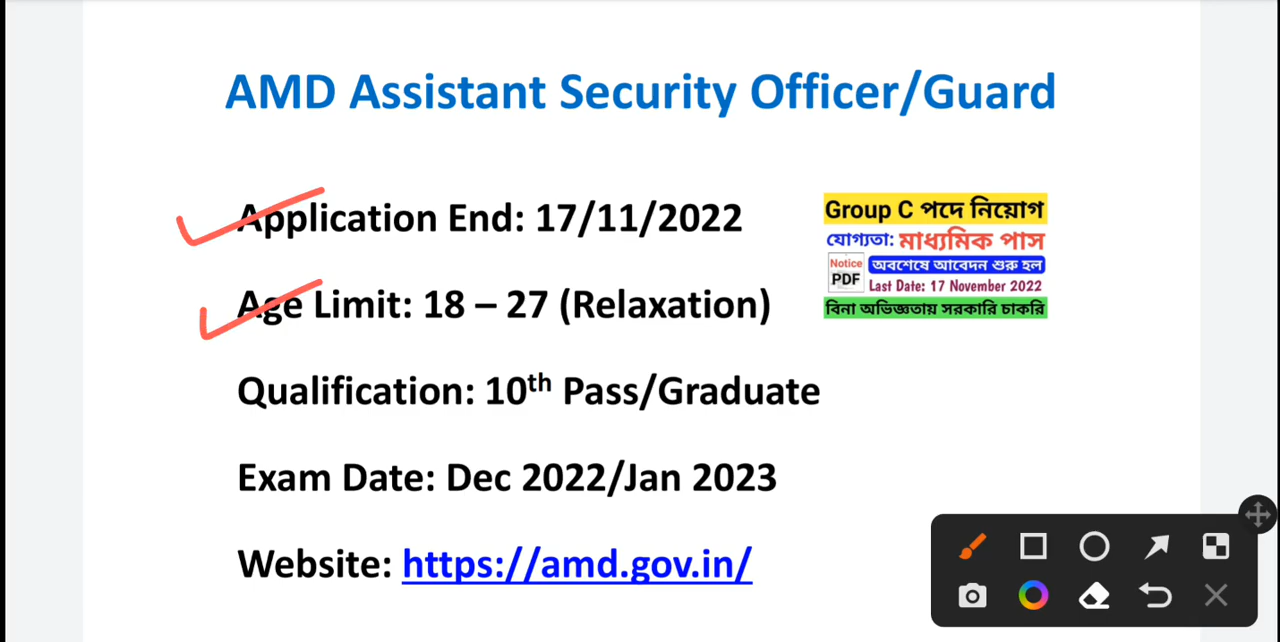 AMD Assistant Security Officer/Guard
Application End: 17/11/2022
Age Limit: 18 – 27 (Relaxation)
Qualification: 10th Pass/Graduate
Exam Date: Dec 2022/Jan 2023
Website: https://amd.gov.in/
Group C পদে নিয়োগ
যোগ্যতা: মাধ্যমিক পাস
Notice
PDF
অবশেষে আবেদন শুরু হল
Last Date: 17 November 2022
বিনা অভিজ্ঞতায় সরকারি চাকরি